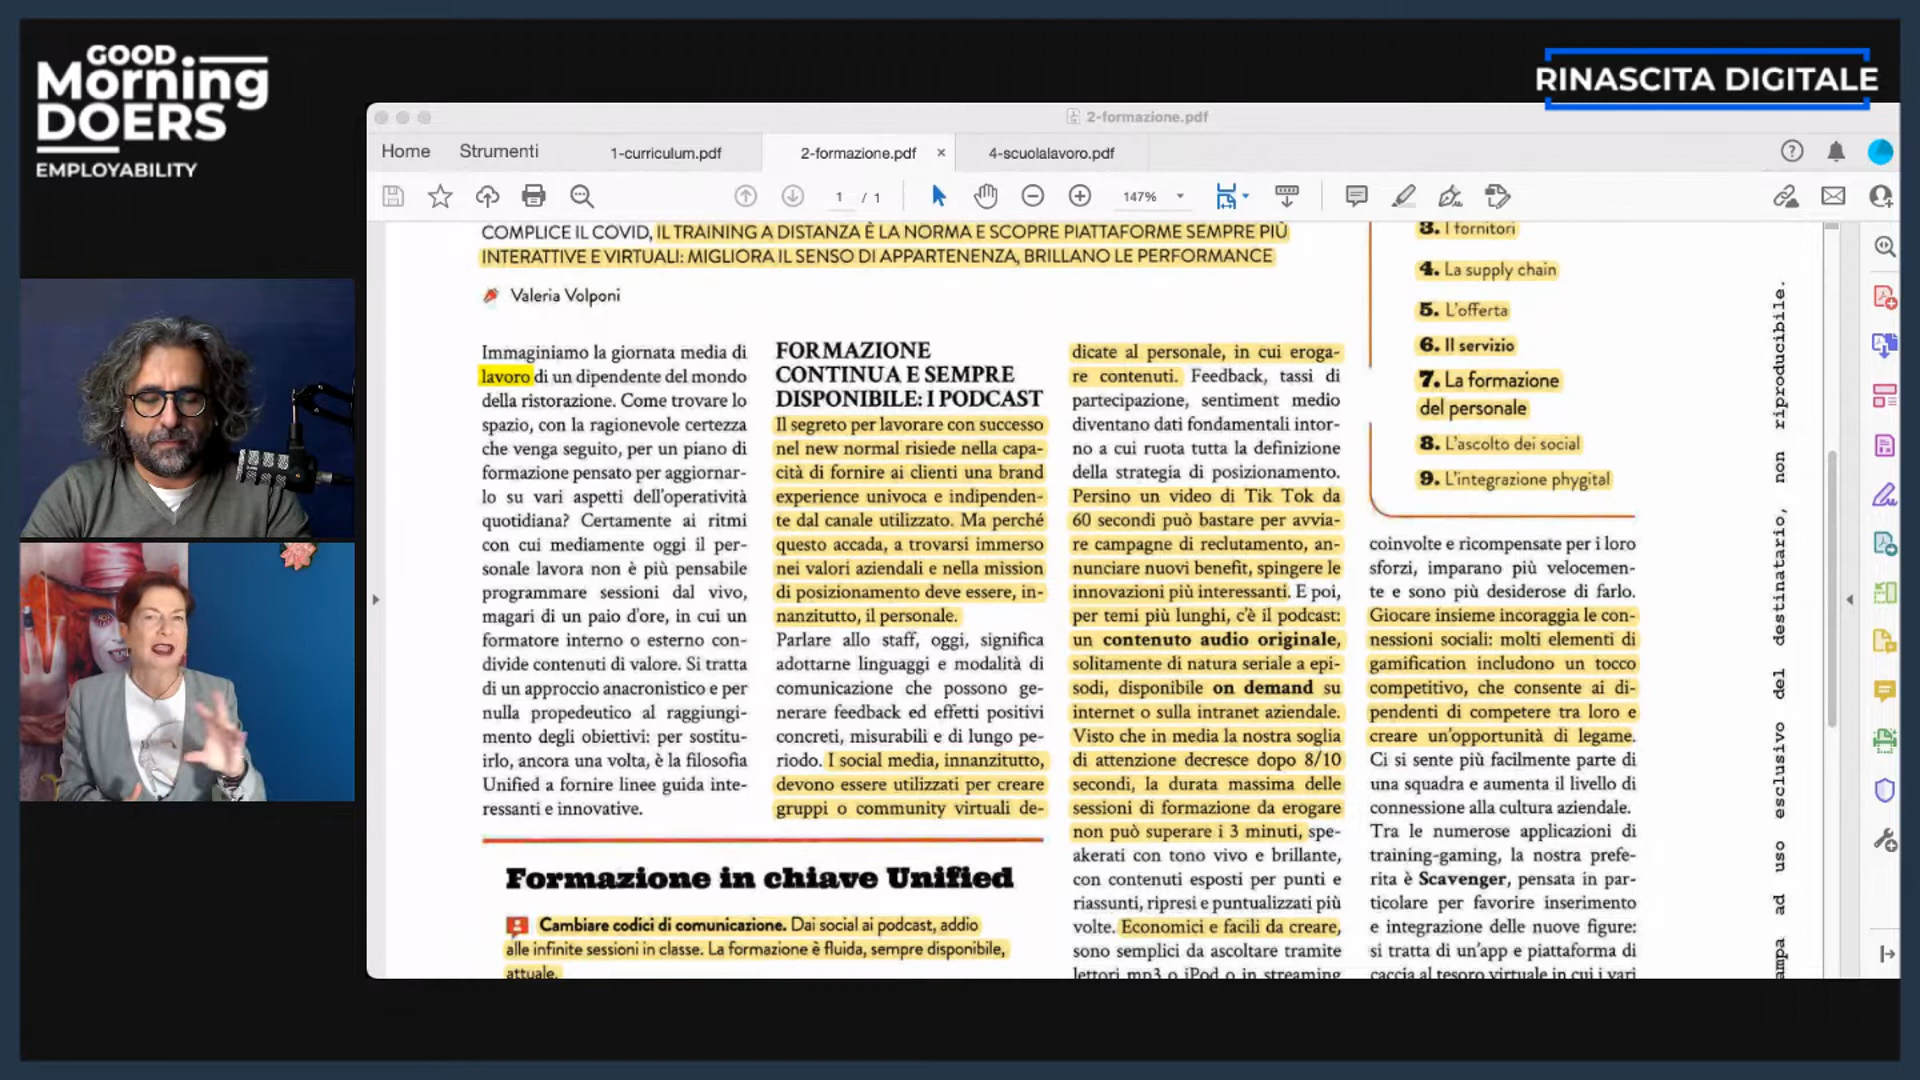 GOOD
Morning
DOERS
EMPLOYABILITY
RINASCITA DIGITALE
2-formazione.pdf
Home
Strumenti
1-curriculum.pdf
2-formazione.pdf
4-scuolalavoro.pdf
1 / 1
147%
COMPLICE IL COVID, IL TRAINING A DISTANZA È LA NORMA E SCOPRE PIATTAFORME SEMPRE PIÙ
INTERATTIVE E VIRTUALI: MIGLIORA IL SENSO DI APPARTENENZA, BRILLANO LE PERFORMANCE
Valeria Volponi
Immaginiamo la giornata media di
lavoro di un dipendente del mondo
della ristorazione. Come trovare lo
spazio, con la ragionevole certezza
che venga seguito, per un piano di
formazione pensato per aggiornar-
lo su vari aspetti dell'operatività
quotidiana? Certamente ai ritmi
con cui mediamente oggi il per-
sonale lavora non è più pensabile
programmare sessioni dal vivo,
magari di un paio d'ore, in cui un
formatore interno o esterno con-
divide contenuti di valore. Si tratta
di un approccio anacronistico e per
nulla propedeutico al raggiungi-
mento degli obiettivi: per sostitu-
irlo, ancora una volta, è la filosofia
Unified a fornire linee guida inte-
ressanti e innovative.
FORMAZIONE
CONTINUA E SEMPRE
DISPONIBILE: I PODCAST
Il segreto per lavorare con successo
nel new normal risiede nella capa-
cità di fornire ai clienti una brand
experience univoca e indipenden-
te dal canale utilizzato. Ma perché
questo accada, a trovarsi immerso
nei valori aziendali e nella mission
di posizionamento deve essere, in-
nanzitutto, il personale.
Parlare allo staff, oggi, significa
adottarne linguaggi e modalità di
comunicazione che possono ge-
nerare feedback ed effetti positivi
concreti, misurabili e di lungo pe-
riodo. I social media, innanzitutto,
devono essere utilizzati per creare
gruppi o community virtuali de-
Formazione in chiave Unified
Cambiare codici di comunicazione. Dai social ai podcast, addio
alle infinite sessioni in classe. La formazione è fluida, sempre disponibile,
attuale.
dicate al personale, in cui eroga-
re contenuti. Feedback, tassi di
partecipazione, sentiment medio
diventano dati fondamentali intor-
no a cui ruota tutta la definizione
della strategia di posizionamento.
Persino un video di Tik Tok da
60 secondi può bastare per avvia-
re campagne di reclutamento, an-
nunciare nuovi benefit, spingere le
innovazioni più interessanti. E poi,
per temi più lunghi, c'è il podcast:
un contenuto audio originale,
solitamente di natura seriale a epi-
sodi, disponibile on demand su
internet o sulla intranet aziendale.
Visto che in media la nostra soglia
di attenzione decresce dopo 8/10
secondi, la durata massima delle
sessioni di formazione da erogare
non può superare i 3 minuti, spe-
akerati con tono vivo e brillante,
con contenuti esposti per punti e
riassunti, ripresi e puntualizzati più
volte. Economici e facili da creare,
sono semplici da ascoltare tramite
lettori mp3 o iPod o in streaming
3. I fornitori
4. La supply chain
5. L'offerta
6. Il servizio
7. La formazione
del personale
8. L'ascolto dei social
9. L'integrazione phygital
coinvolte e ricompensate per i loro
sforzi, imparano più velocemen-
te e sono più desiderose di farlo.
Giocare insieme incoraggia le con-
nessioni sociali: molti elementi di
gamification includono un tocco
competitivo, che consente ai di-
pendenti di competere tra loro e
creare un'opportunità di legame.
Ci si sente più facilmente parte di
una squadra e aumenta il livello di
connessione alla cultura aziendale.
Tra le numerose applicazioni di
training-gaming, la nostra prefe-
rita è Scavenger, pensata in par-
ticolare per favorire inserimento
e integrazione delle nuove figure:
si tratta di un'app e piattaforma di
caccia al tesoro virtuale in cui i vari
ampa ad uso esclusivo del destinatario, non riproducibile.